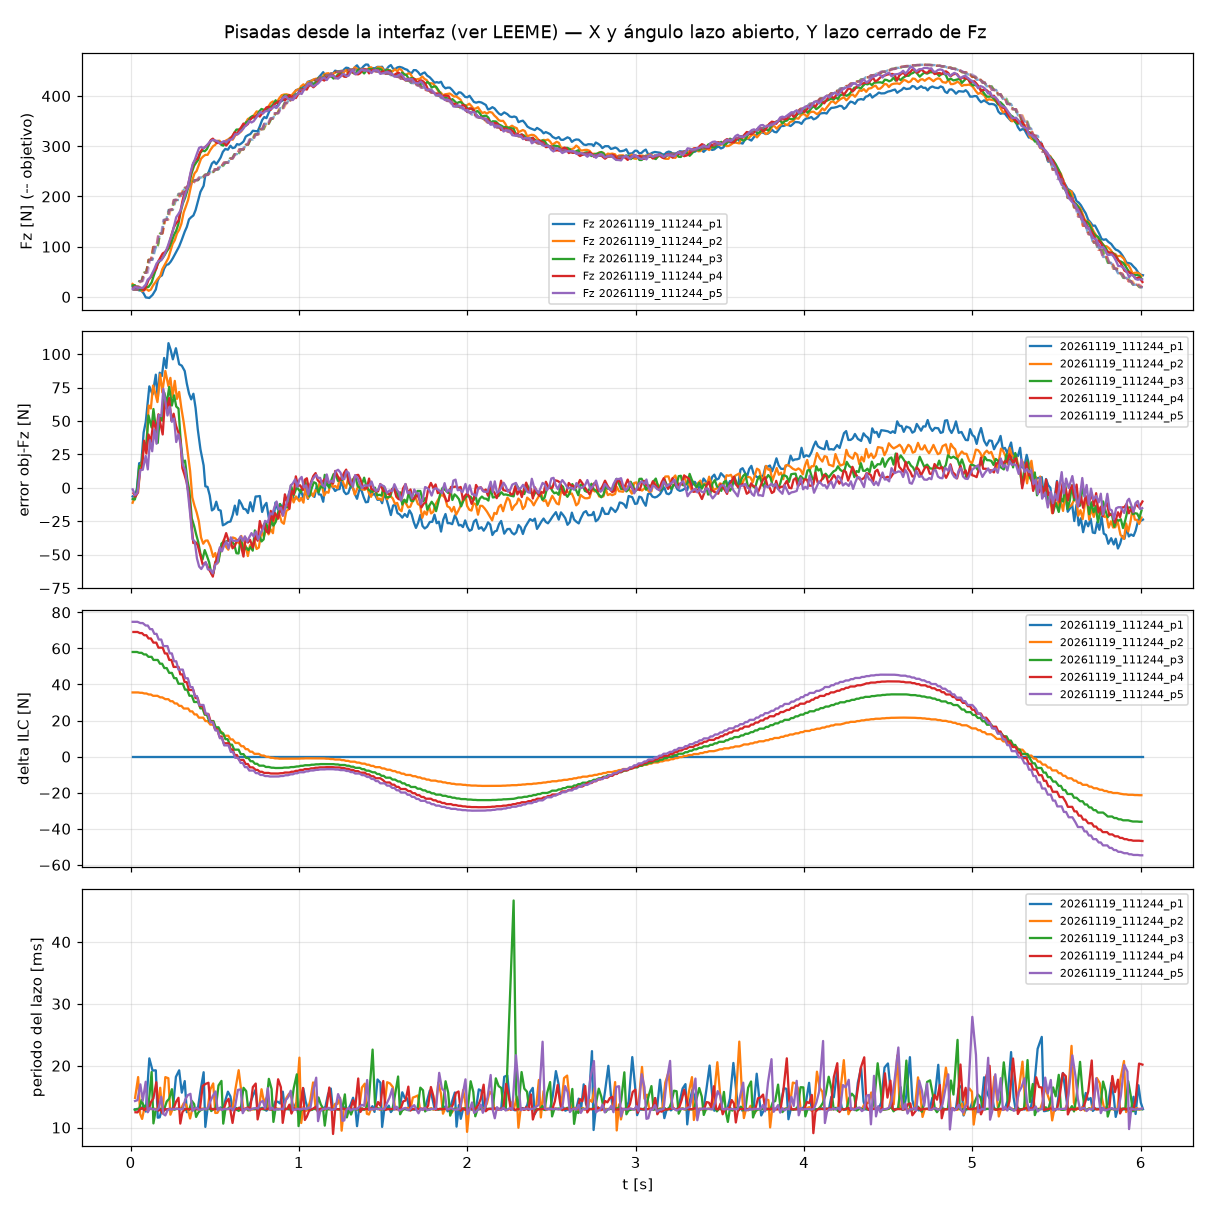 Pisadas desde la interfaz (ver LEEME) — X y ángulo lazo abierto, Y lazo cerrado de Fz
Fz [N] (-- objetivo)
400
300
200
100
0
Fz 20261119_111244_p1
Fz 20261119_111244_p2
Fz 20261119_111244_p3
Fz 20261119_111244_p4
Fz 20261119_111244_p5
error obj-Fz [N]
100
75
50
25
0
−25
−50
−75
20261119_111244_p1
20261119_111244_p2
20261119_111244_p3
20261119_111244_p4
20261119_111244_p5
delta ILC [N]
80
60
40
20
0
−20
−40
−60
20261119_111244_p1
20261119_111244_p2
20261119_111244_p3
20261119_111244_p4
20261119_111244_p5
periodo del lazo [ms]
40
30
20
10
20261119_111244_p1
20261119_111244_p2
20261119_111244_p3
20261119_111244_p4
20261119_111244_p5
0 1 2 3 4 5 6
t [s]